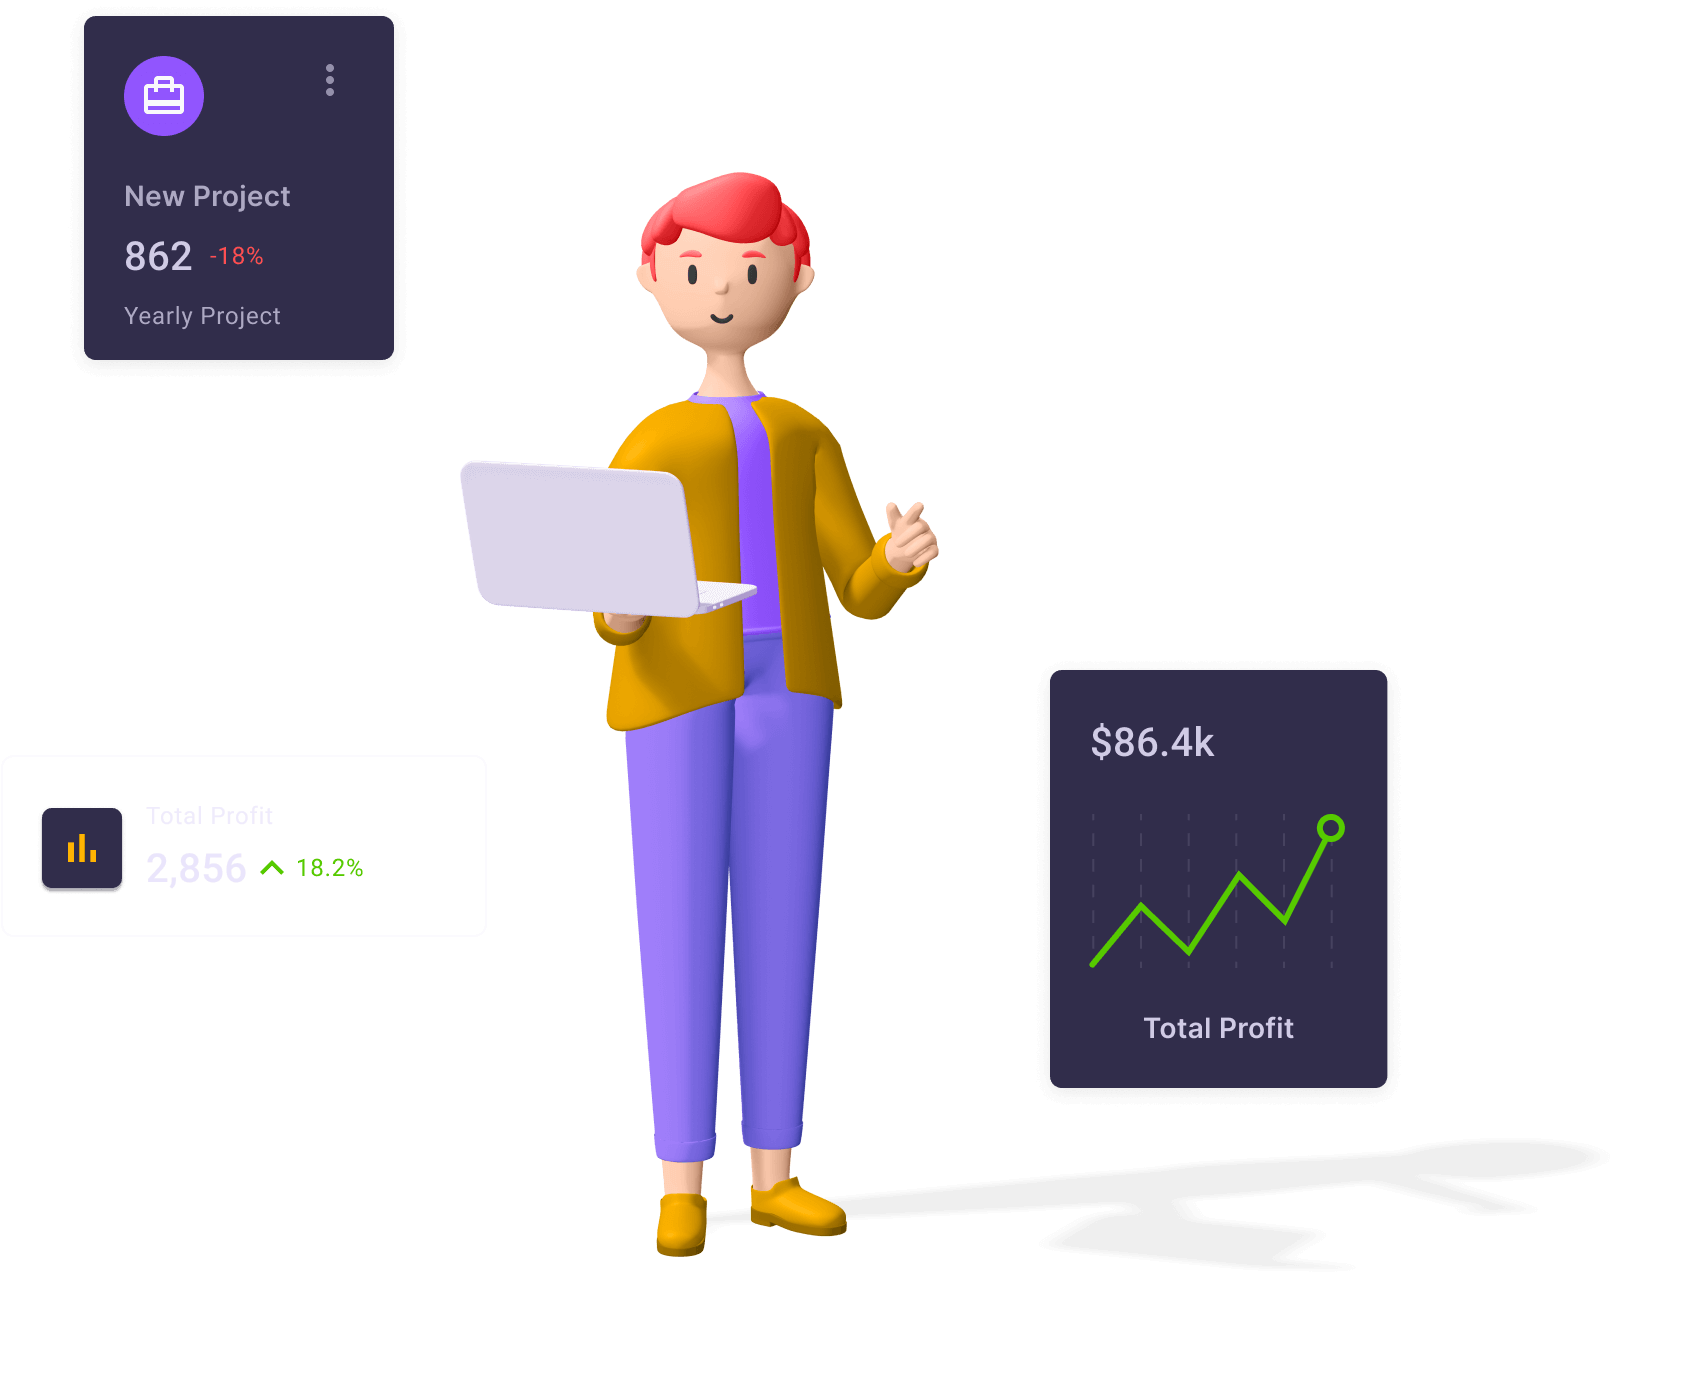 New Project
862 -18%
Yearly Project
Total Profit
2,856 18.2%
$86.4k
Total Profit